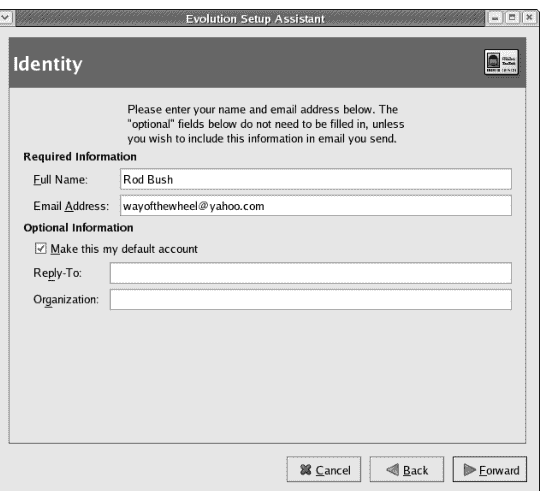 Evolution Setup Assistant
Identity
Please enter your name and email address below. The
"optional" fields below do not need to be filled in, unless
you wish to include this information in email you send.
Required Information
Full Name: Rod Bush
Email Address: wayofthewheel@yahoo.com
Optional Information
Make this my default account
Reply-To:
Organization:
Cancel Back Forward